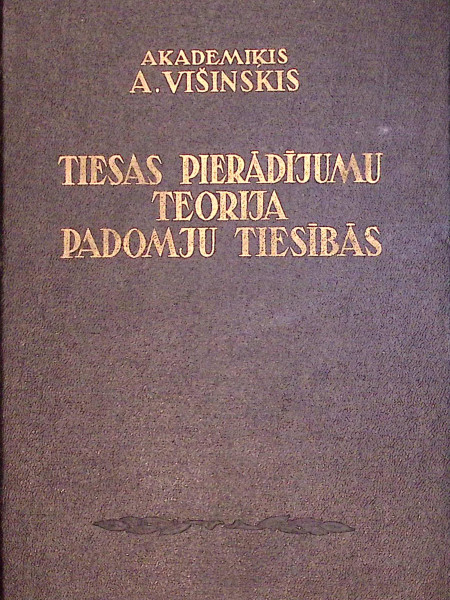 AKADEMIĶIS
A. VIŠINSKIS
TIESAS PIERĀDĪJUMU
TEORIJA
PADOMJU TIESĪBĀS